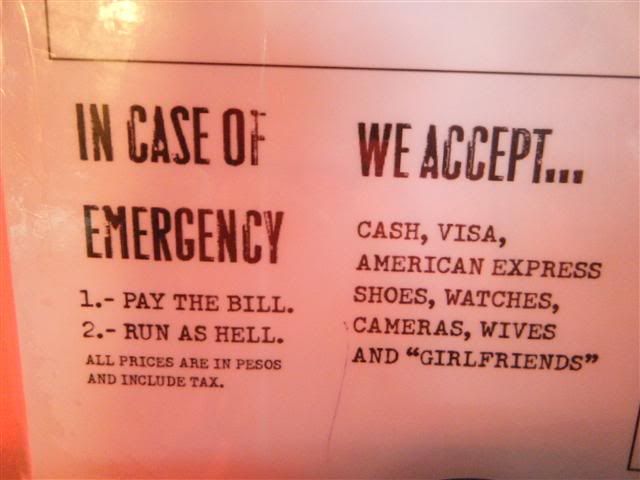 IN CASE OF
EMERGENCY
1.- PAY THE BILL.
2.- RUN AS HELL.
ALL PRICES ARE IN PESOS
AND INCLUDE TAX.
WE ACCEPT...
CASH, VISA,
AMERICAN EXPRESS
SHOES, WATCHES,
CAMERAS, WIVES
AND “GIRLFRIENDS”